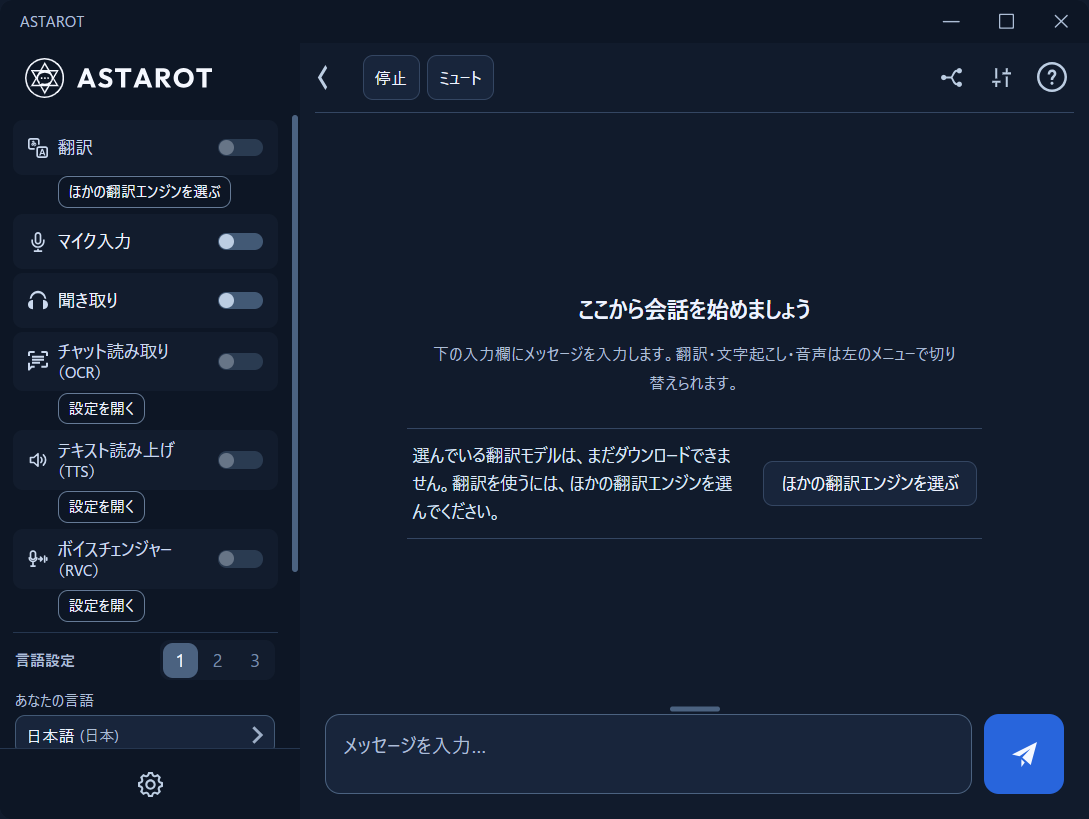 ASTAROT
ASTAROT
翻訳
ほかの翻訳エンジンを選ぶ
マイク入力
聞き取り
チャット読み取り
(OCR)
設定を開く
テキスト読み上げ
(TTS)
設定を開く
ボイスチェンジャー
(RVC)
設定を開く
言語設定
1 2 3
あなたの言語
日本語 (日本)
停止 ミュート
?
ここから会話を始めましょう
下の入力欄にメッセージを入力します。翻訳・文字起こし・音声は左のメニューで切り
替えられます。
選んでいる翻訳モデルは、まだダウンロードできま
せん。翻訳を使うには、ほかの翻訳エンジンを選
んでください。
ほかの翻訳エンジンを選ぶ
メッセージを入力...